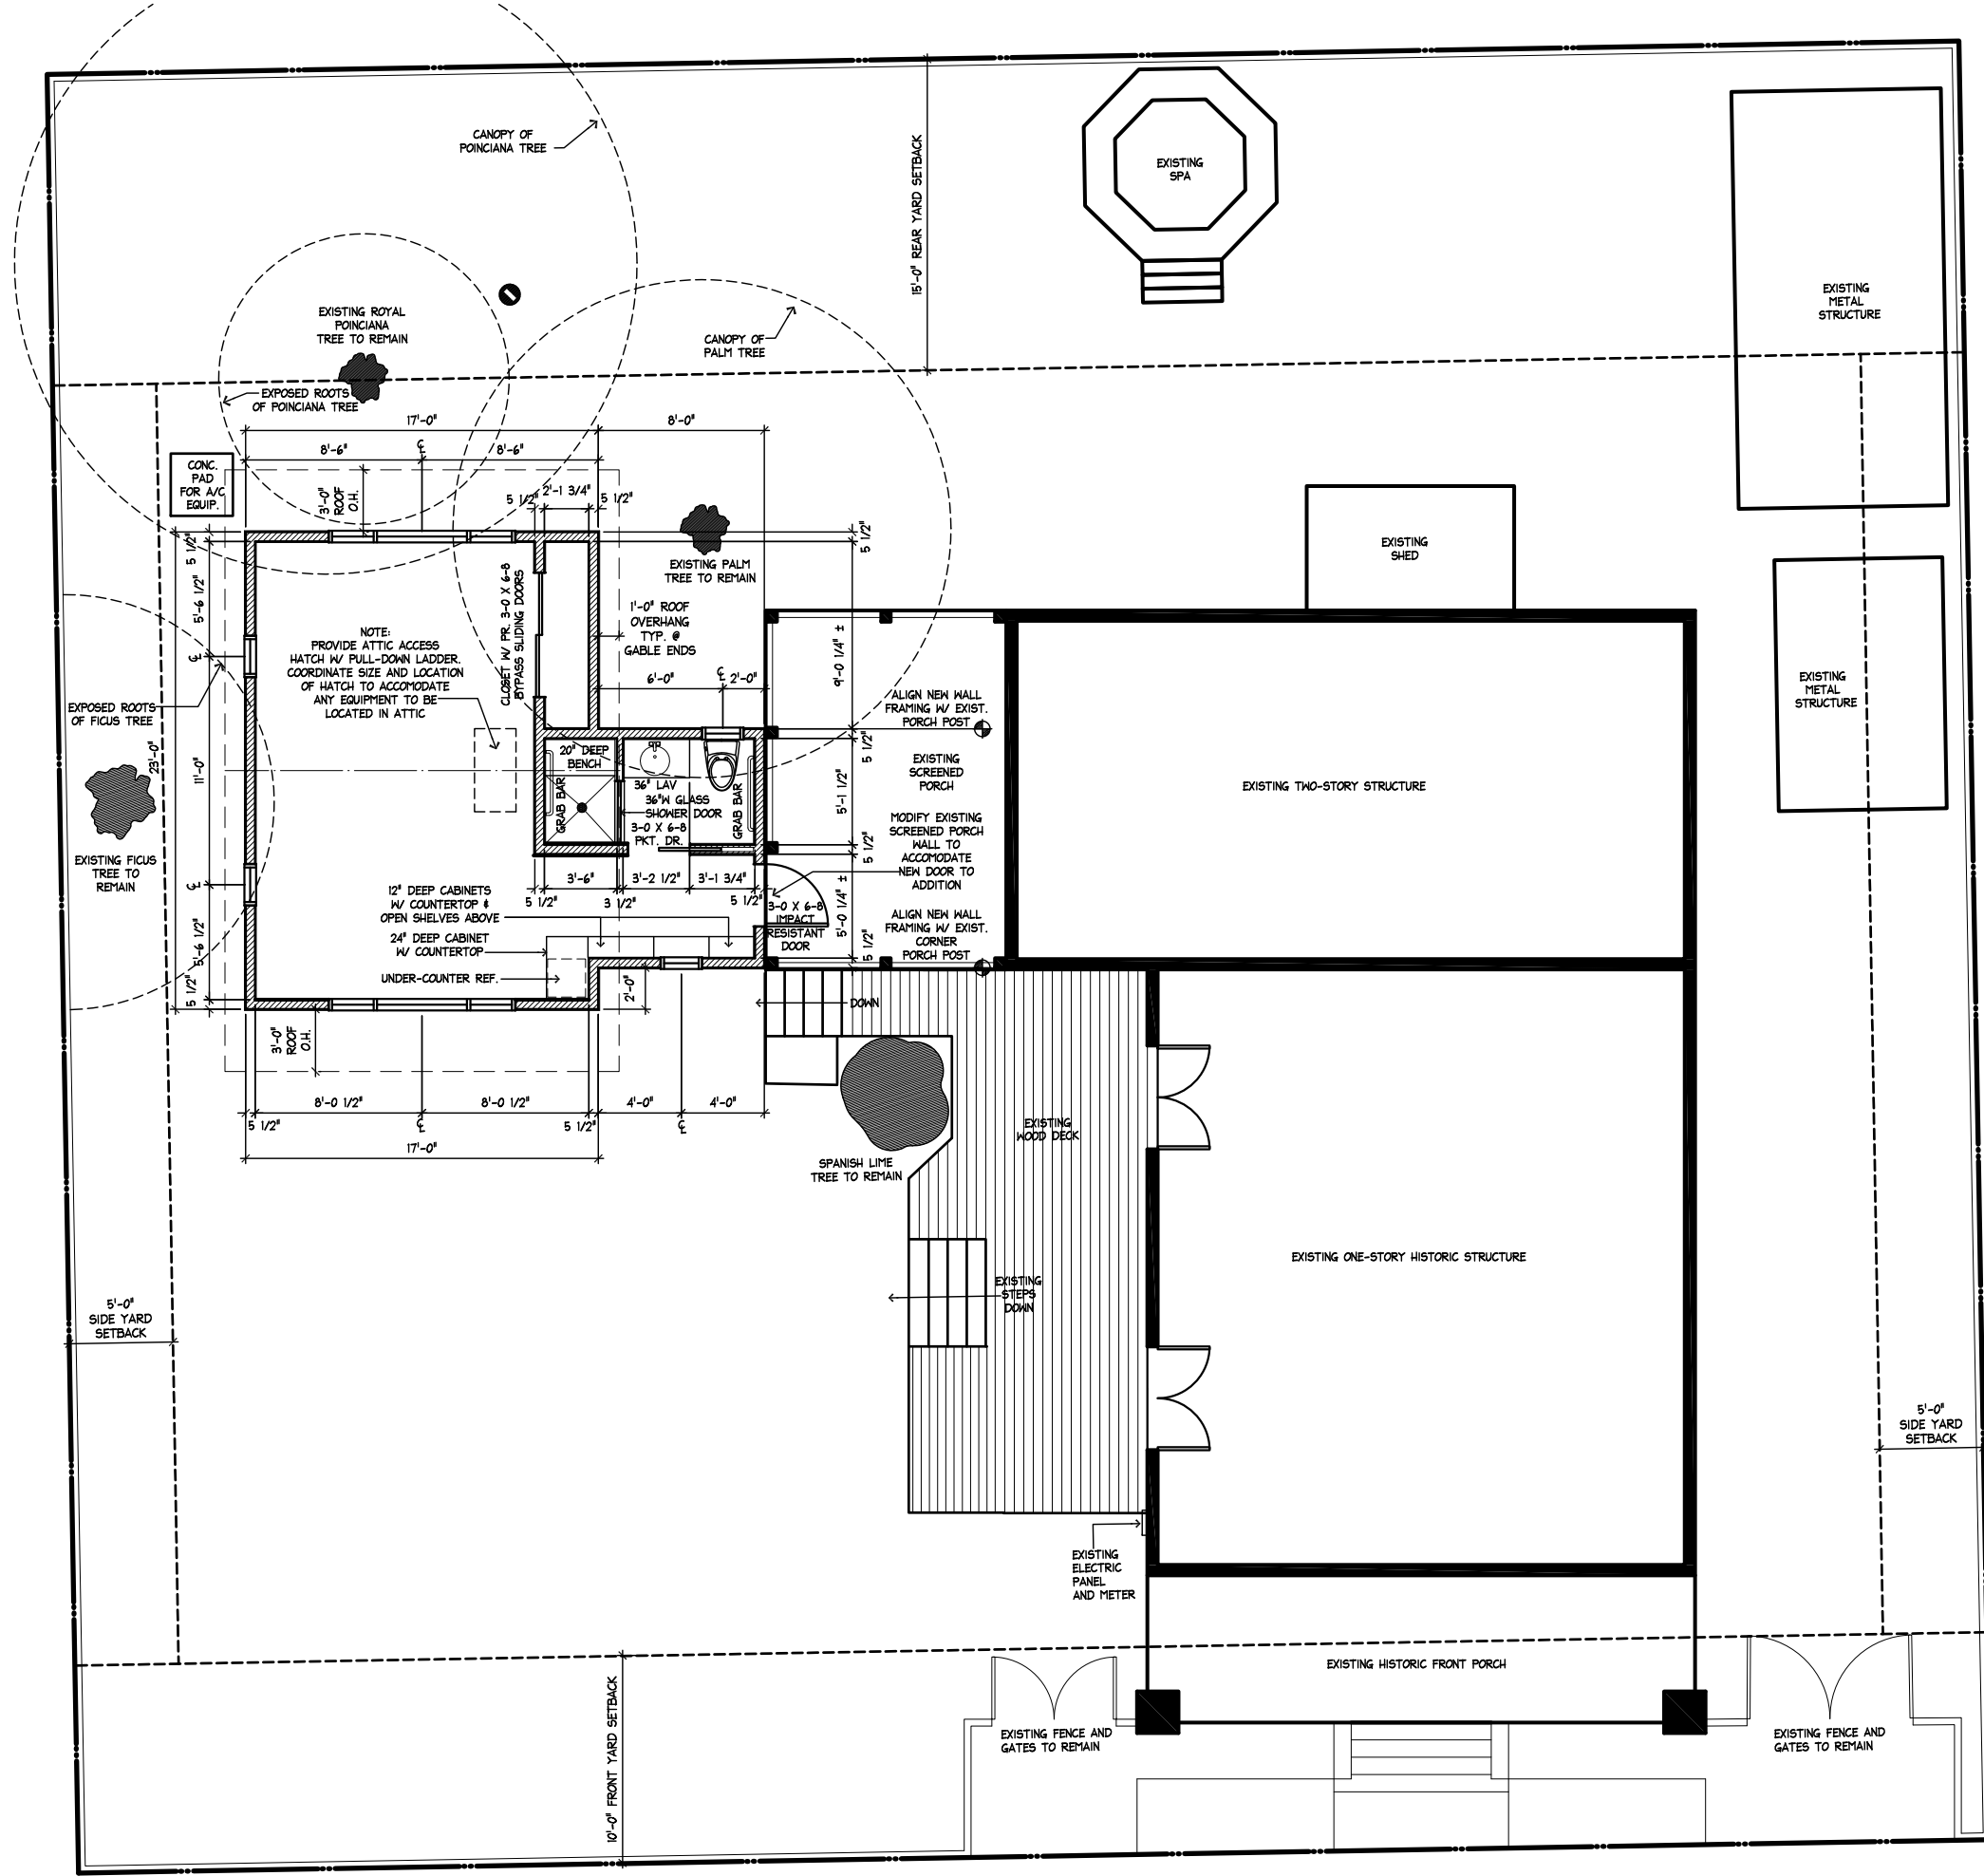 CANOPY OF
POINCIANA TREE
15'-0" REAR YARD SETBACK
EXISTING
SPA
EXISTING
METAL
STRUCTURE
EXISTING ROYAL
POINCIANA
TREE TO REMAIN
CANOPY OF
PALM TREE
EXPOSED ROOTS
OF POINCIANA TREE
17'-0"
8'-0"
8'-6"
8'-6"
CONC.
PAD
FOR A/C
EQUIP.
3'-0"
ROOF
O.H.
5 1/2"
2'-1 3/4"
5 1/2"
EXISTING
SHED
5 1/2"
5 1/2"
EXISTING PALM
TREE TO REMAIN
5'-6 1/2"
CLOSET W/ PR. 3-0 X 6-8
BYPASS SLIDING DOORS
1'-0" ROOF
OVERHANG
TYP. @
GABLE ENDS
NOTE:
PROVIDE ATTIC ACCESS
HATCH W/ PULL-DOWN LADDER.
COORDINATE SIZE AND LOCATION
OF HATCH TO ACCOMODATE
ANY EQUIPMENT TO BE
LOCATED IN ATTIC
9'-0 1/4" ±
6'-0"
2'-0"
EXISTING
METAL
STRUCTURE
EXPOSED ROOTS
OF FICUS TREE
ALIGN NEW WALL
FRAMING W/ EXIST.
PORCH POST
23'-0"
11'-0"
20" DEEP
BENCH
5 1/2"
EXISTING
SCREENED
PORCH
EXISTING TWO-STORY STRUCTURE
36" LAV
36"W GLASS
SHOWER DOOR
3-0 X 6-8
PKT. DR.
GRAB BAR
GRAB BAR
5'-1 1/2"
MODIFY EXISTING
SCREENED PORCH
WALL TO
ACCOMODATE
NEW DOOR TO
ADDITION
5 1/2"
EXISTING FICUS
TREE TO
REMAIN
3'-6"
3'-2 1/2"
3'-1 3/4"
5 1/2"
3 1/2"
5 1/2"
12" DEEP CABINETS
W/ COUNTERTOP &
OPEN SHELVES ABOVE
3-0 X 6-8
IMPACT
RESISTANT
DOOR
5'-0 1/4" ±
ALIGN NEW WALL
FRAMING W/ EXIST.
CORNER
PORCH POST
24" DEEP CABINET
W/ COUNTERTOP
5'-6 1/2"
5 1/2"
UNDER-COUNTER REF.
5 1/2"
2'-0"
DOWN
3'-0"
ROOF
O.H.
8'-0 1/2"
8'-0 1/2"
4'-0"
4'-0"
5 1/2"
5 1/2"
17'-0"
EXISTING
WOOD DECK
SPANISH LIME
TREE TO REMAIN
EXISTING ONE-STORY HISTORIC STRUCTURE
EXISTING
STEPS
DOWN
5'-0"
SIDE YARD
SETBACK
5'-0"
SIDE YARD
SETBACK
EXISTING
ELECTRIC
PANEL
AND METER
EXISTING HISTORIC FRONT PORCH
10'-0" FRONT YARD SETBACK
EXISTING FENCE AND
GATES TO REMAIN
EXISTING FENCE AND
GATES TO REMAIN